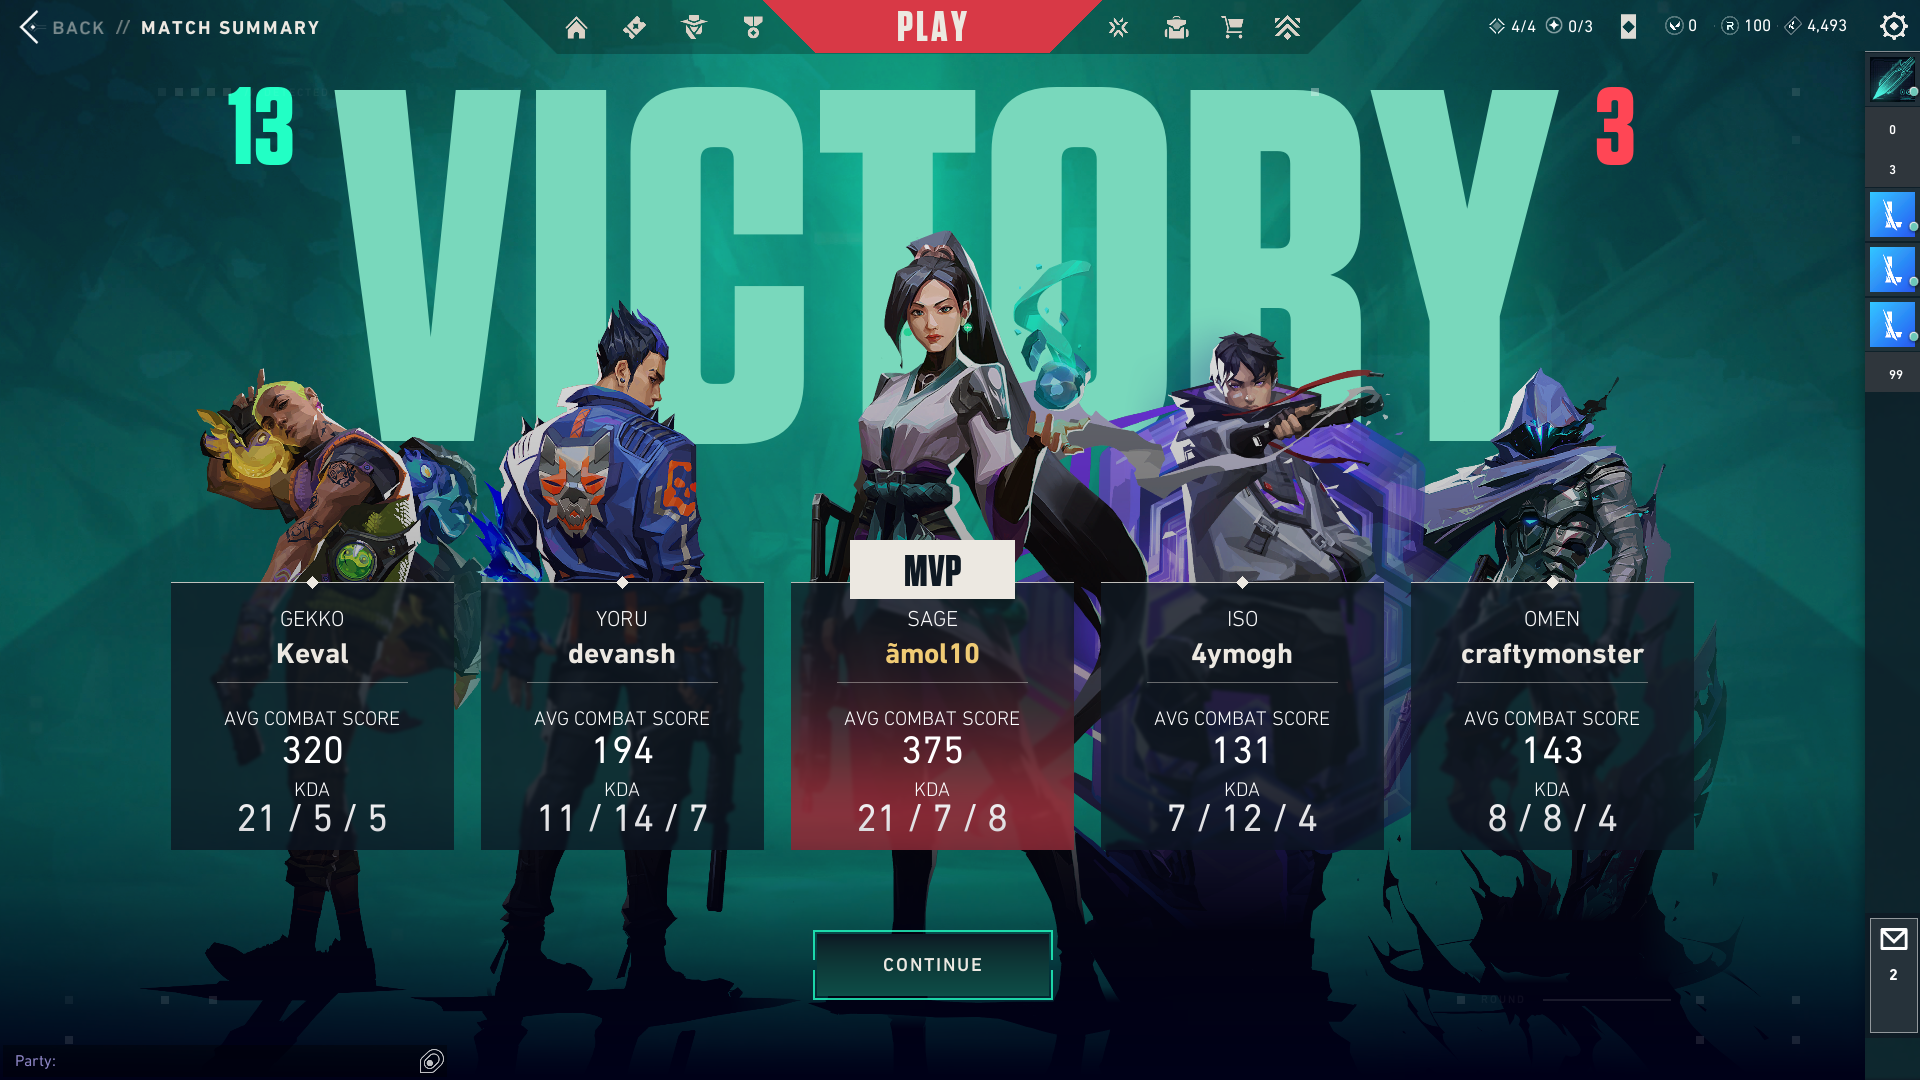 BACK // MATCH SUMMARY
PLAY
4/4 0/3 0 100 4,493
13 VICTORY 3
0
3
99
MVP
GEKKO
Keval
AVG COMBAT SCORE
320
KDA
21 / 5 / 5
YORU
devansh
AVG COMBAT SCORE
194
KDA
11 / 14 / 7
SAGE
ãmol10
AVG COMBAT SCORE
375
KDA
21 / 7 / 8
ISO
4ymogh
AVG COMBAT SCORE
131
KDA
7 / 12 / 4
OMEN
craftymonster
AVG COMBAT SCORE
143
KDA
8 / 8 / 4
CONTINUE
2
ROUND
Party: